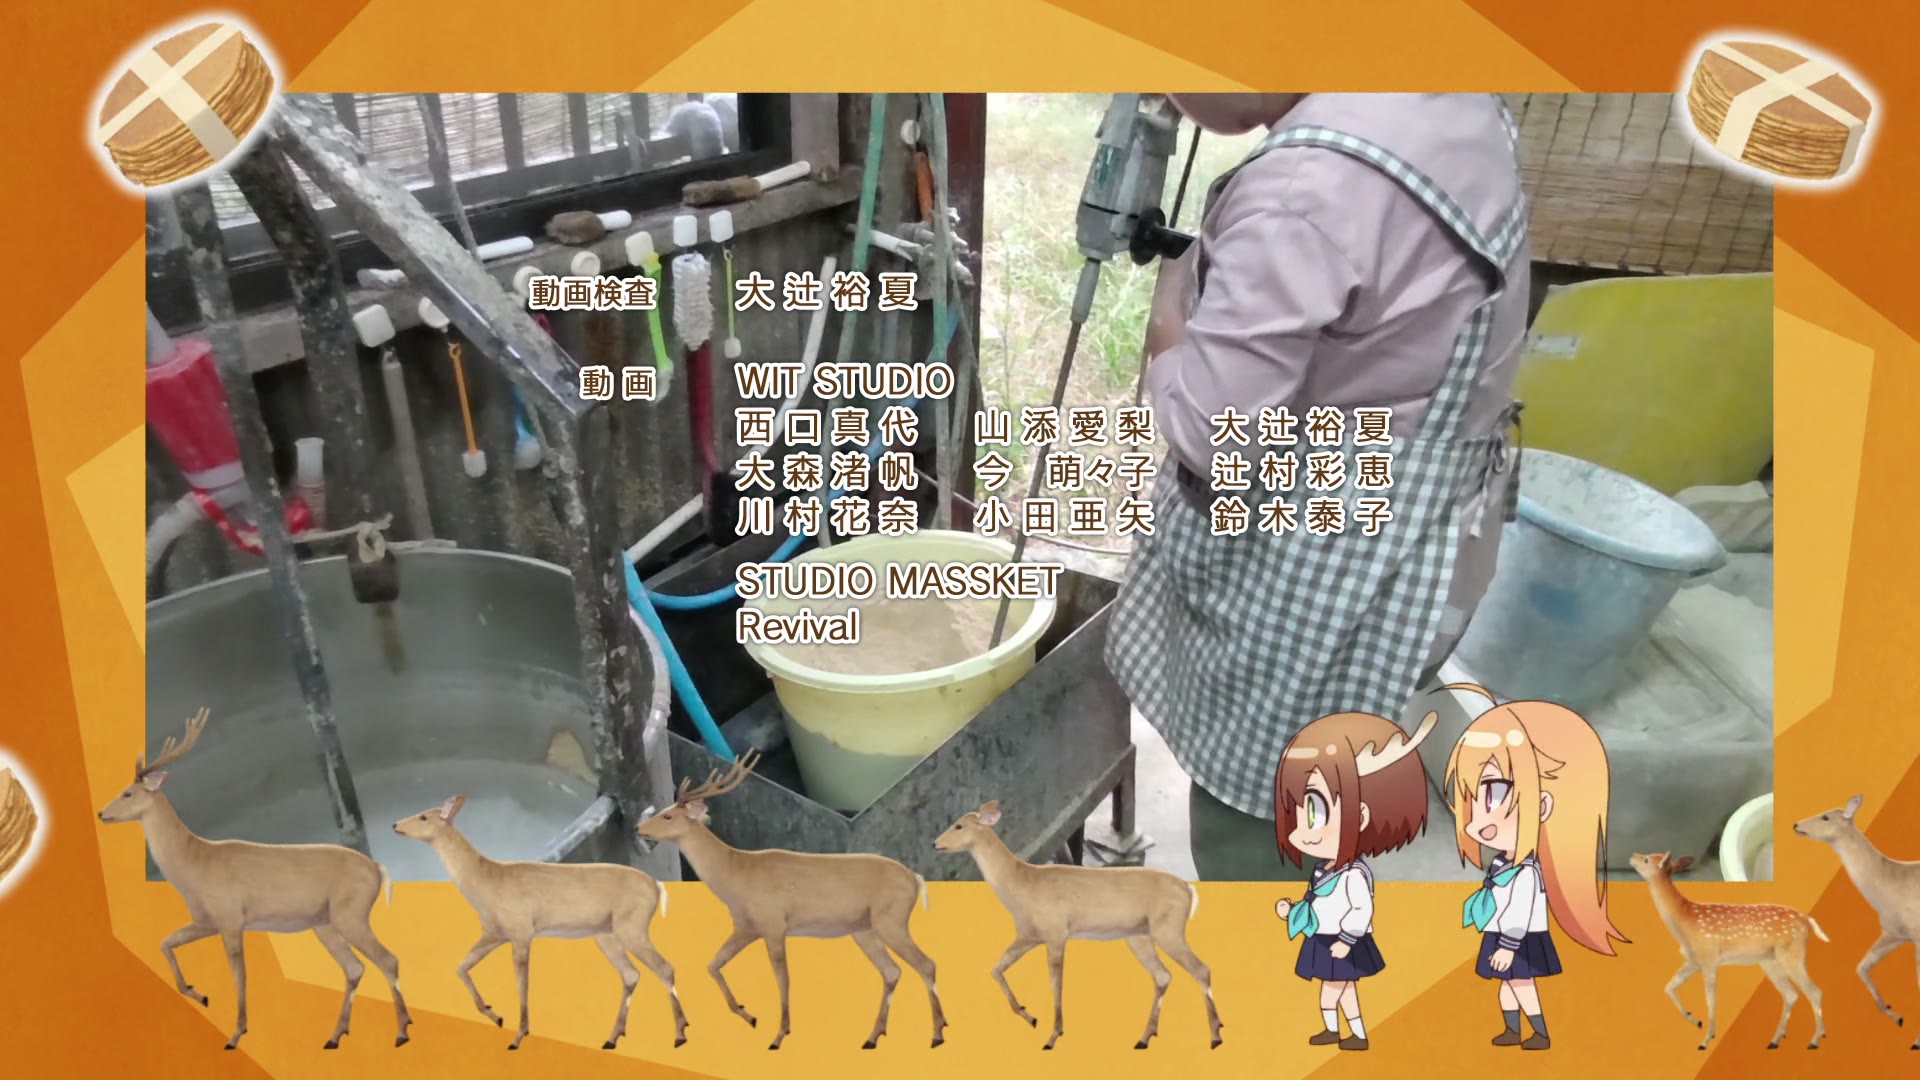 動画検査 大辻裕夏
動画 WIT STUDIO
西口真代 山添愛梨 大辻裕夏
大森渚帆 今 萌々子 辻村彩恵
川村花奈 小田亜矢 鈴木泰子
STUDIO MASSKET
Revival